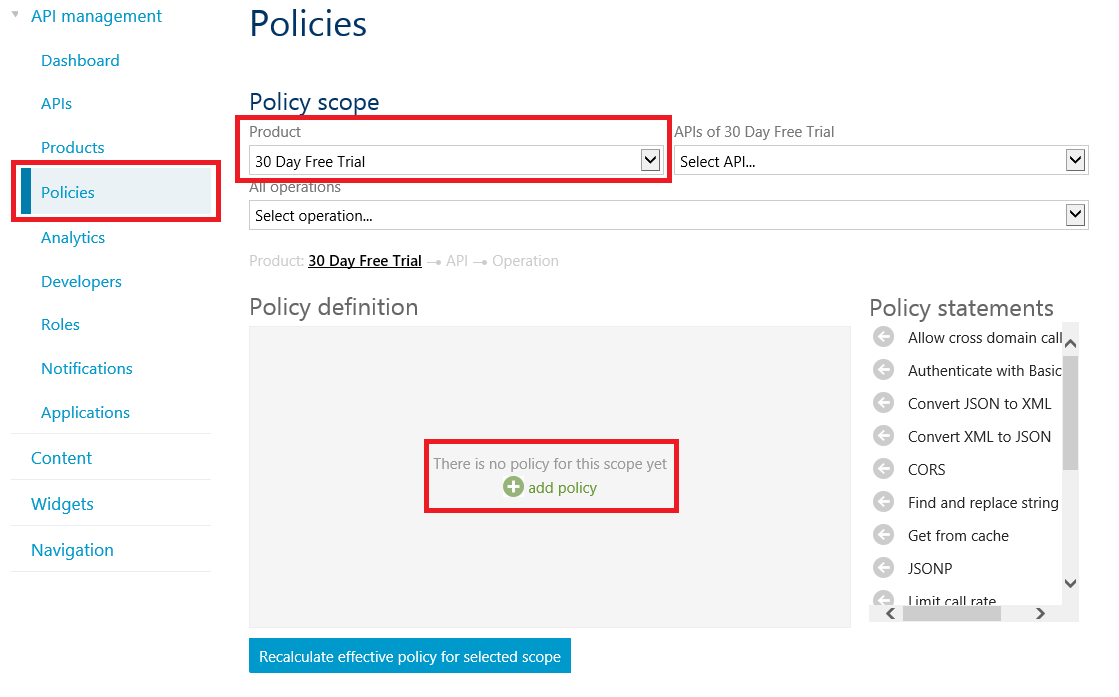 API management
Dashboard
APIs
Products
Policies
Analytics
Developers
Roles
Notifications
Applications
Content
Widgets
Navigation
Policies
Policy scope
Product
30 Day Free Trial
APIs of 30 Day Free Trial
Select API...
All operations
Select operation...
Product: 30 Day Free Trial API Operation
Policy definition
There is no policy for this scope yet
add policy
Recalculate effective policy for selected scope
Policy statements
Allow cross domain call
Authenticate with Basic
Convert JSON to XML
Convert XML to JSON
CORS
Find and replace string
Get from cache
JSONP
Limit call rate